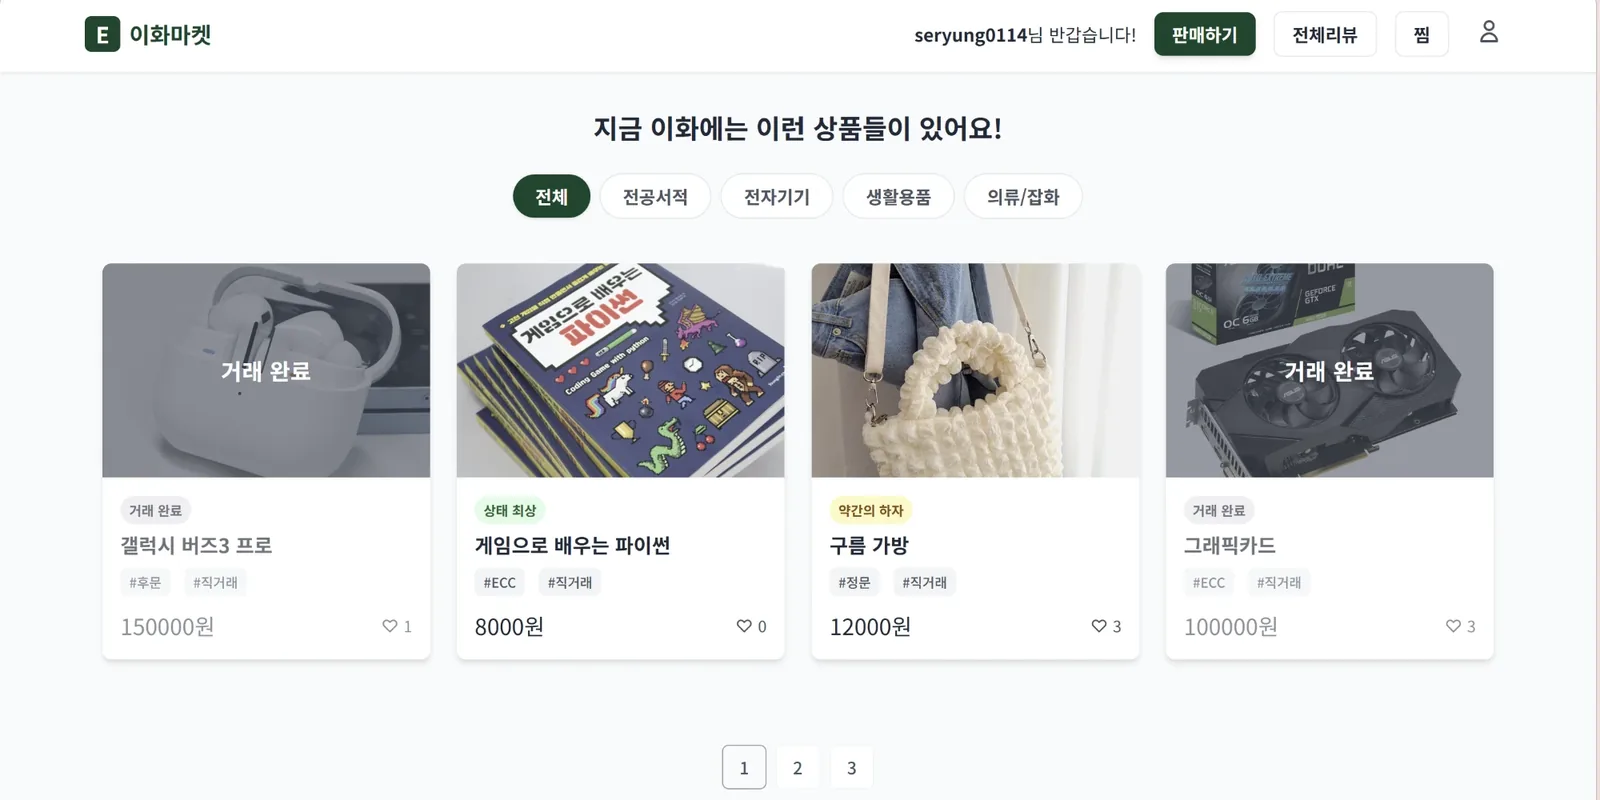 E 이화마켓
seryung0114님 반갑습니다!
판매하기
전체리뷰
찜
지금 이화에는 이런 상품들이 있어요!
전체
전공서적
전자기기
생활용품
의류/잡화
거래 완료
게임으로 배우는
파이썬
Coding Game with python
RIP
GEFORCE
GTX
OC 6GB
거래 완료
거래 완료
갤럭시 버즈3 프로
#후문 #직거래
150000원 1
상태 최상
게임으로 배우는 파이썬
#ECC #직거래
8000원 0
약간의 하자
구름 가방
#정문 #직거래
12000원 3
거래 완료
그래픽카드
#ECC #직거래
100000원 3
1 2 3